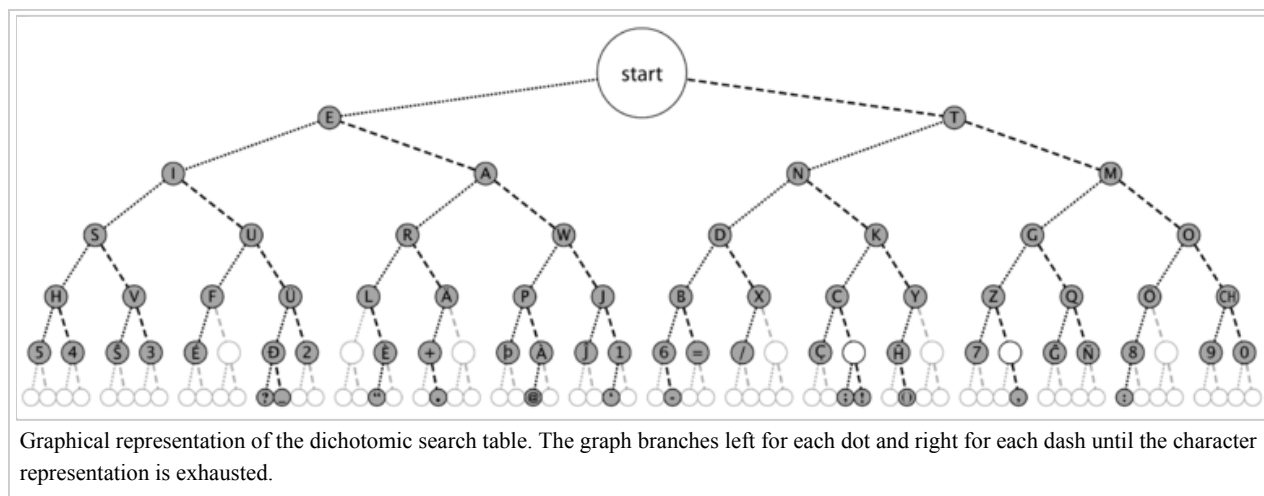 start
E T
I A N M
S U R W D K G O
H V F Ü L Ä P J B X C Y Z Q Ö CH
5 4 Ŝ 3 É Đ 2 È + þ À Ĵ 1 6 = / Ç Ĥ 7 Ĝ Ñ 8 9 0
? _ " . @ ' - ; ! () , :
Graphical representation of the dichotomic search table. The graph branches left for each dot and right for each dash until the character
representation is exhausted.